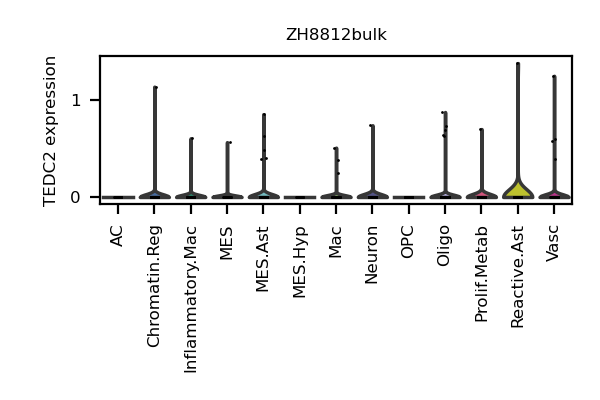 ZH8812bulk
TEDC2 expression
1
0
AC
Chromatin.Reg
Inflammatory.Mac
MES
MES.Ast
MES.Hyp
Mac
Neuron
OPC
Oligo
Prolif.Metab
Reactive.Ast
Vasc